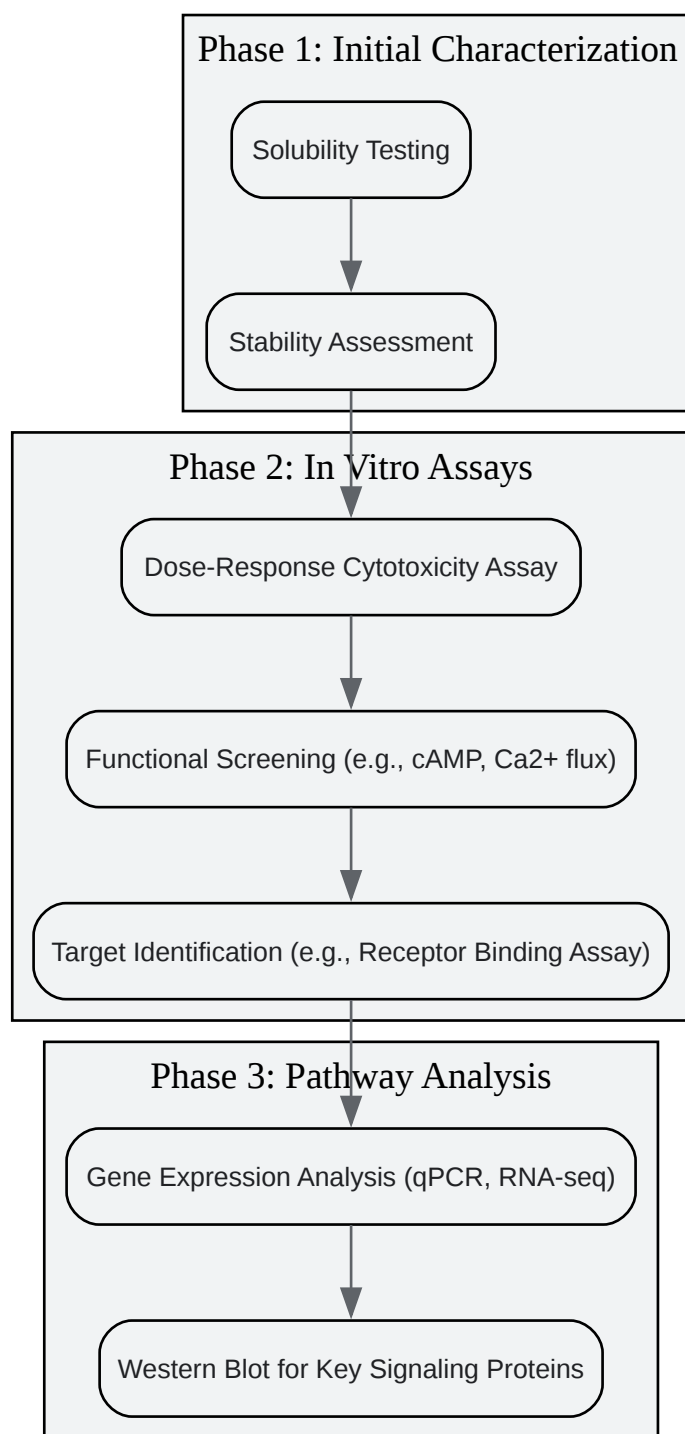 Phase 1: Initial Characterization
Solubility Testing
Stability Assessment
Phase 2: In Vitro Assays
Dose-Response Cytotoxicity Assay
Functional Screening (e.g., cAMP, Ca2+ flux)
Target Identification (e.g., Receptor Binding Assay)
Phase 3: Pathway Analysis
Gene Expression Analysis (qPCR, RNA-seq)
Western Blot for Key Signaling Proteins